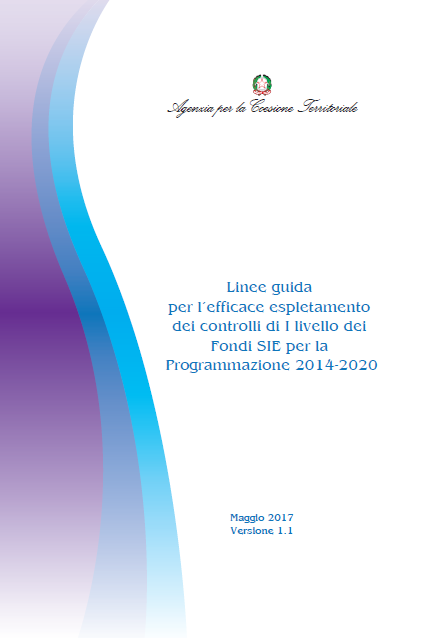 Agenzia per la Coesione Territoriale
Linee guida
per l'efficace espletamento
dei controlli di I livello dei
Fondi SIE per la
Programmazione 2014-2020
Maggio 2017
Versione 1.1